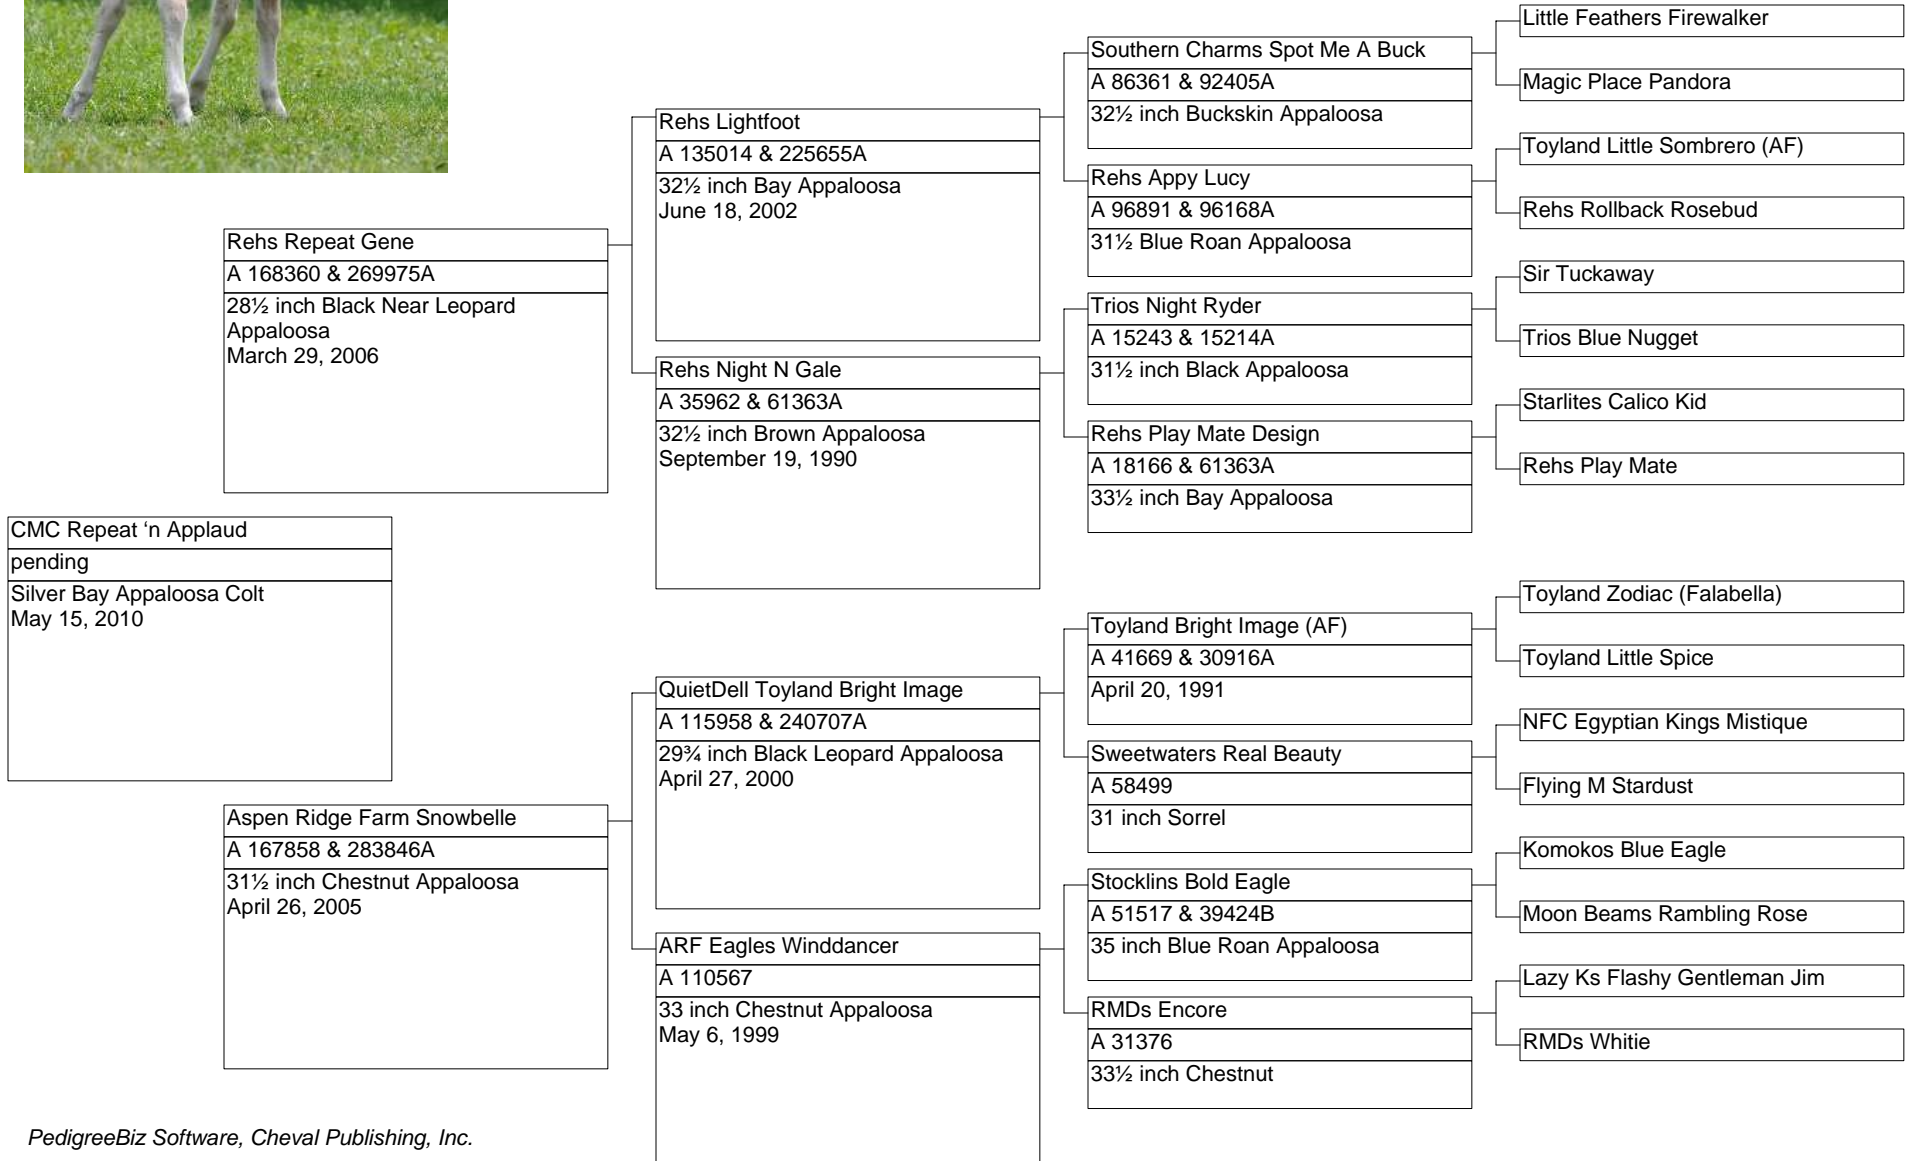 Little Feathers Firewalker
Southern Charms Spot Me A Buck
A 86361 & 92405A
32½ inch Buckskin Appaloosa
Magic Place Pandora
Rehs Lightfoot
A 135014 & 225655A
32½ inch Bay Appaloosa
June 18, 2002
Toyland Little Sombrero (AF)
Rehs Appy Lucy
A 96891 & 96168A
31½ Blue Roan Appaloosa
Rehs Rollback Rosebud
Rehs Repeat Gene
A 168360 & 269975A
28½ inch Black Near Leopard
Appaloosa
March 29, 2006
Sir Tuckaway
Trios Night Ryder
A 15243 & 15214A
31½ inch Black Appaloosa
Trios Blue Nugget
Rehs Night N Gale
A 35962 & 61363A
32½ inch Brown Appaloosa
September 19, 1990
Starlites Calico Kid
Rehs Play Mate Design
A 18166 & 61363A
33½ inch Bay Appaloosa
Rehs Play Mate
CMC Repeat ‘n Applaud
pending
Silver Bay Appaloosa Colt
May 15, 2010
Toyland Zodiac (Falabella)
Toyland Bright Image (AF)
A 41669 & 30916A
April 20, 1991
Toyland Little Spice
QuietDell Toyland Bright Image
A 115958 & 240707A
29¾ inch Black Leopard Appaloosa
April 27, 2000
NFC Egyptian Kings Mistique
Sweetwaters Real Beauty
A 58499
31 inch Sorrel
Flying M Stardust
Aspen Ridge Farm Snowbelle
A 167858 & 283846A
31½ inch Chestnut Appaloosa
April 26, 2005
Komokos Blue Eagle
Stocklins Bold Eagle
A 51517 & 39424B
35 inch Blue Roan Appaloosa
Moon Beams Rambling Rose
ARF Eagles Winddancer
A 110567
33 inch Chestnut Appaloosa
May 6, 1999
Lazy Ks Flashy Gentleman Jim
RMDs Encore
A 31376
33½ inch Chestnut
RMDs Whitie
PedigreeBiz Software, Cheval Publishing, Inc.